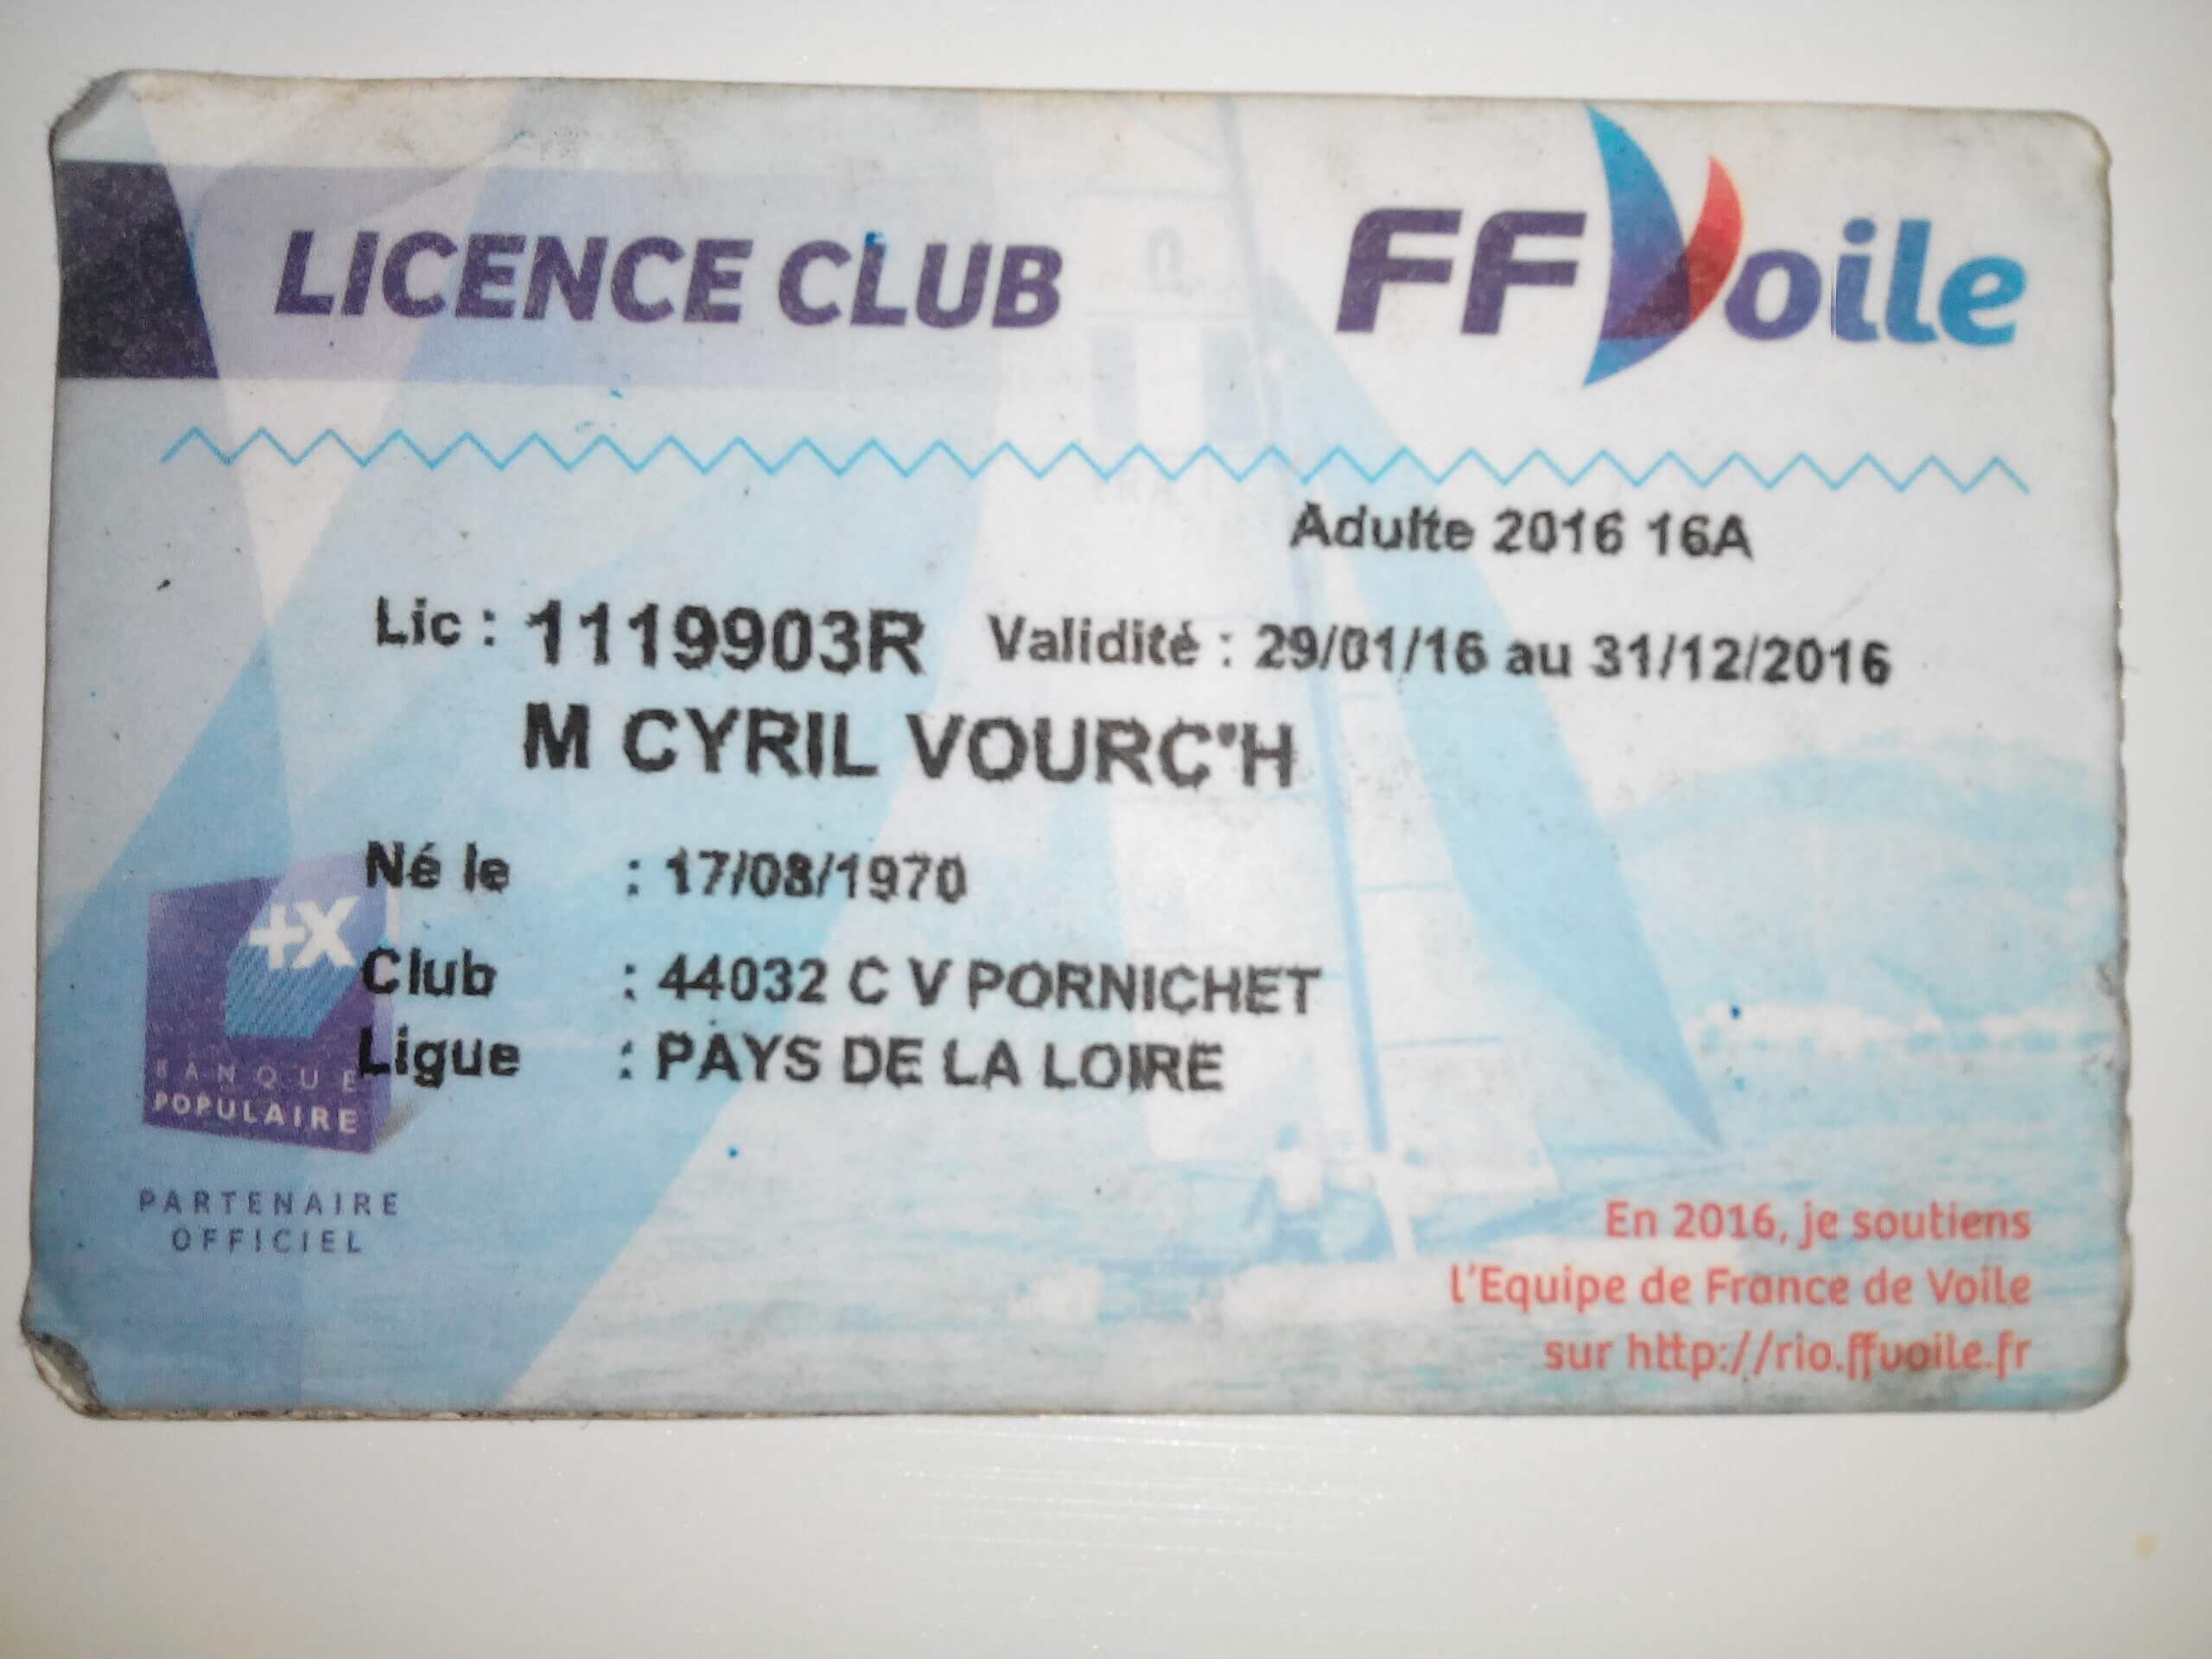 LICENCE CLUB
FFVoile
Adulte 2016 16A
Lic : 1119903R Validité : 29/01/16 au 31/12/2016
M CYRIL VOURC'H
Né le : 17/08/1970
Club : 44032 C V PORNICHET
Ligue : PAYS DE LA LOIRE
+X
BANQUE
POPULAIRE
PARTENAIRE
OFFICIEL
En 2016, je soutiens
l'Equipe de France de Voile
sur http://rio.ffvoile.fr